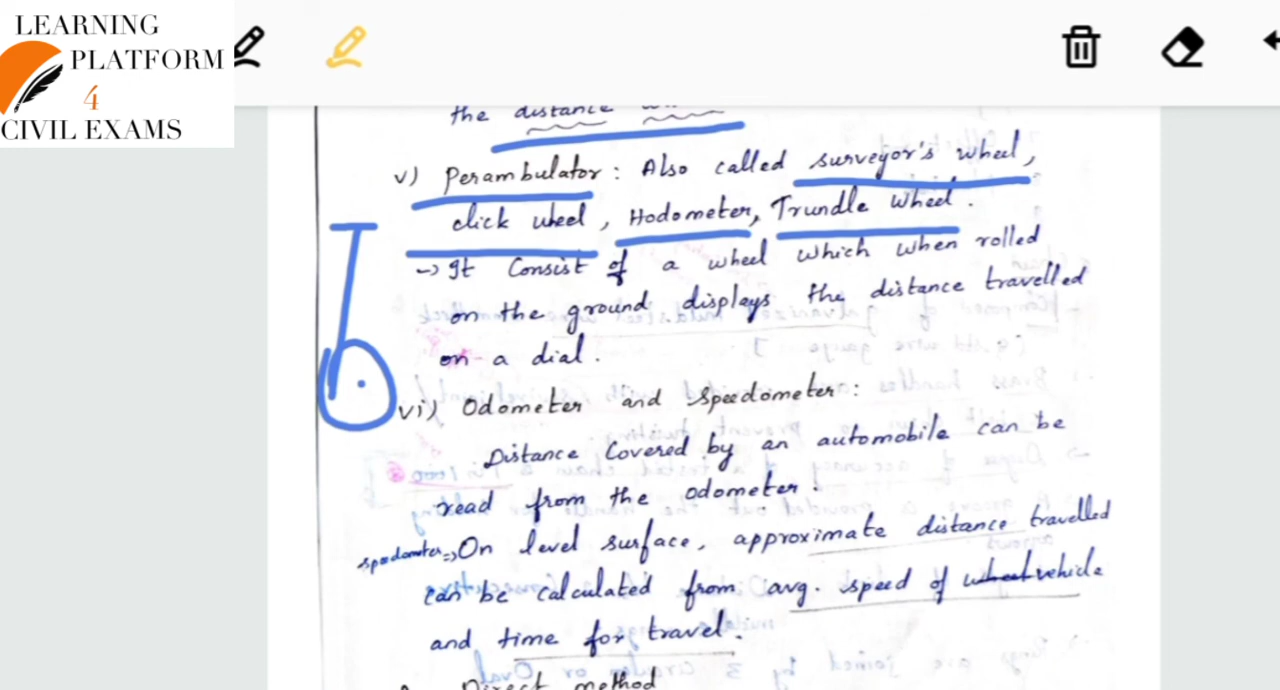 LEARNING
PLATFORM
4
CIVIL EXAMS
the distance
v) Perambulator : Also called surveyor's wheel,
click wheel, Hodometer, Trundle wheel.
→ It consist of a wheel which when rolled
on the ground displays the distance travelled
on a dial.
vi) Odometer and Speedometer :
Distance Covered by an automobile can be
read from the odometer.
Speedometer → On level surface, approximate distance travelled
can be calculated from avg. speed of vehicle
and time for travel.
Direct method